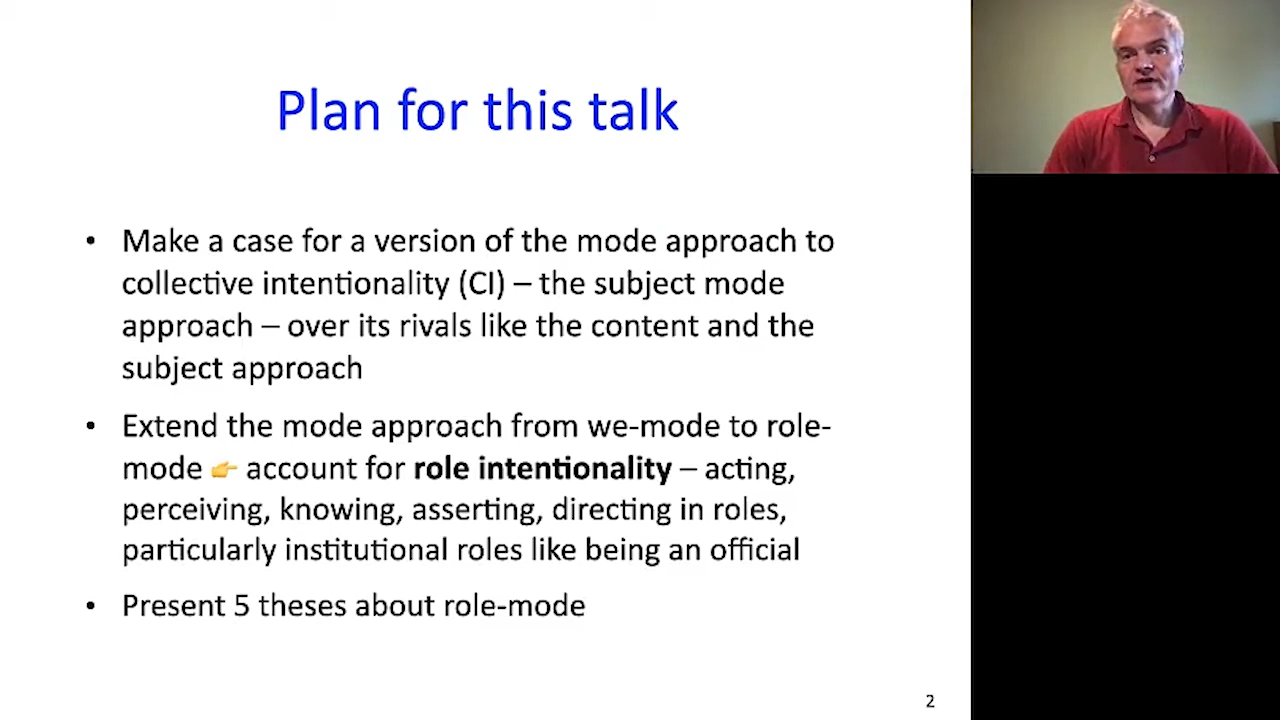 Plan for this talk
• Make a case for a version of the mode approach to
collective intentionality (CI) – the subject mode
approach – over its rivals like the content and the
subject approach
• Extend the mode approach from we-mode to role-
mode 👉 account for role intentionality – acting,
perceiving, knowing, asserting, directing in roles,
particularly institutional roles like being an official
• Present 5 theses about role-mode
2